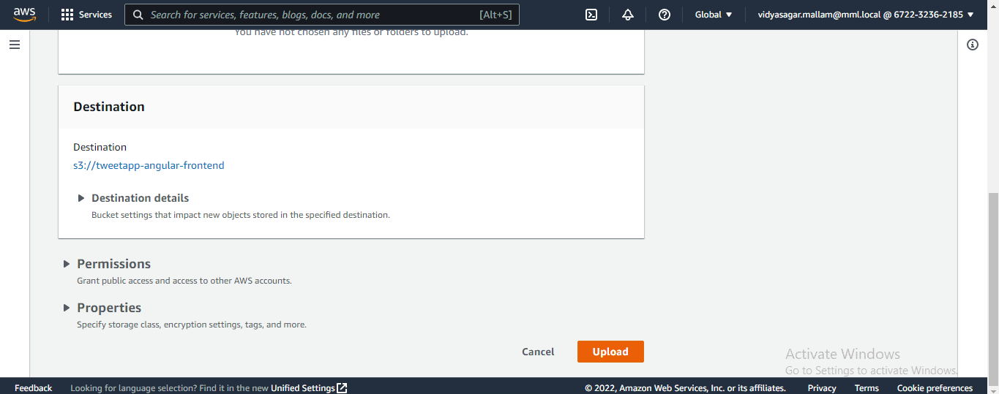 aws
Services
Search for services, features, blogs, docs, and more
[Alt+S]
Global
vidyasagar.mallam@mml.local @ 6722-3236-2185
You have not chosen any files or folders to upload.
Destination
Destination
s3://tweetapp-angular-frontend
Destination details
Bucket settings that impact new objects stored in the specified destination.
Permissions
Grant public access and access to other AWS accounts.
Properties
Specify storage class, encryption settings, tags, and more.
Cancel
Upload
Activate Windows
Go to Settings to activate Windows.
Feedback
Looking for language selection? Find it in the new Unified Settings
© 2022, Amazon Web Services, Inc. or its affiliates.
Privacy
Terms
Cookie preferences